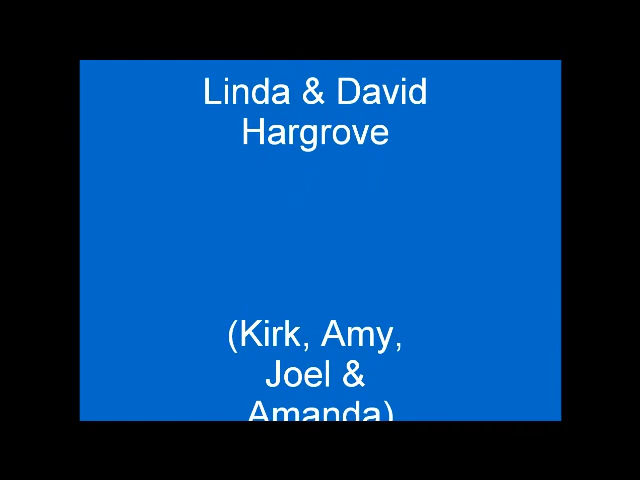 Linda & David
Hargrove
(Kirk, Amy,
Joel &
Amanda)